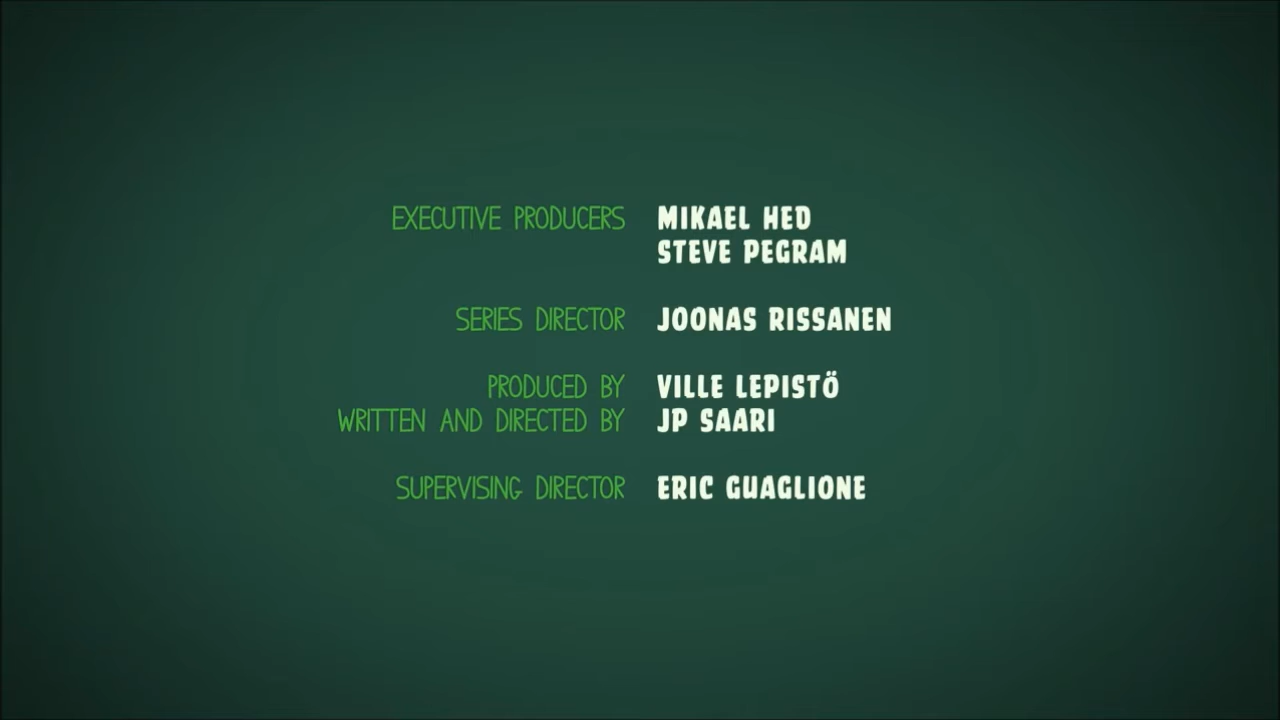 EXECUTIVE PRODUCERS MIKAEL HED
STEVE PEGRAM
SERIES DIRECTOR JOONAS RISSANEN
PRODUCED BY VILLE LEPISTÖ
WRITTEN AND DIRECTED BY JP SAARI
SUPERVISING DIRECTOR ERIC GUAGLIONE